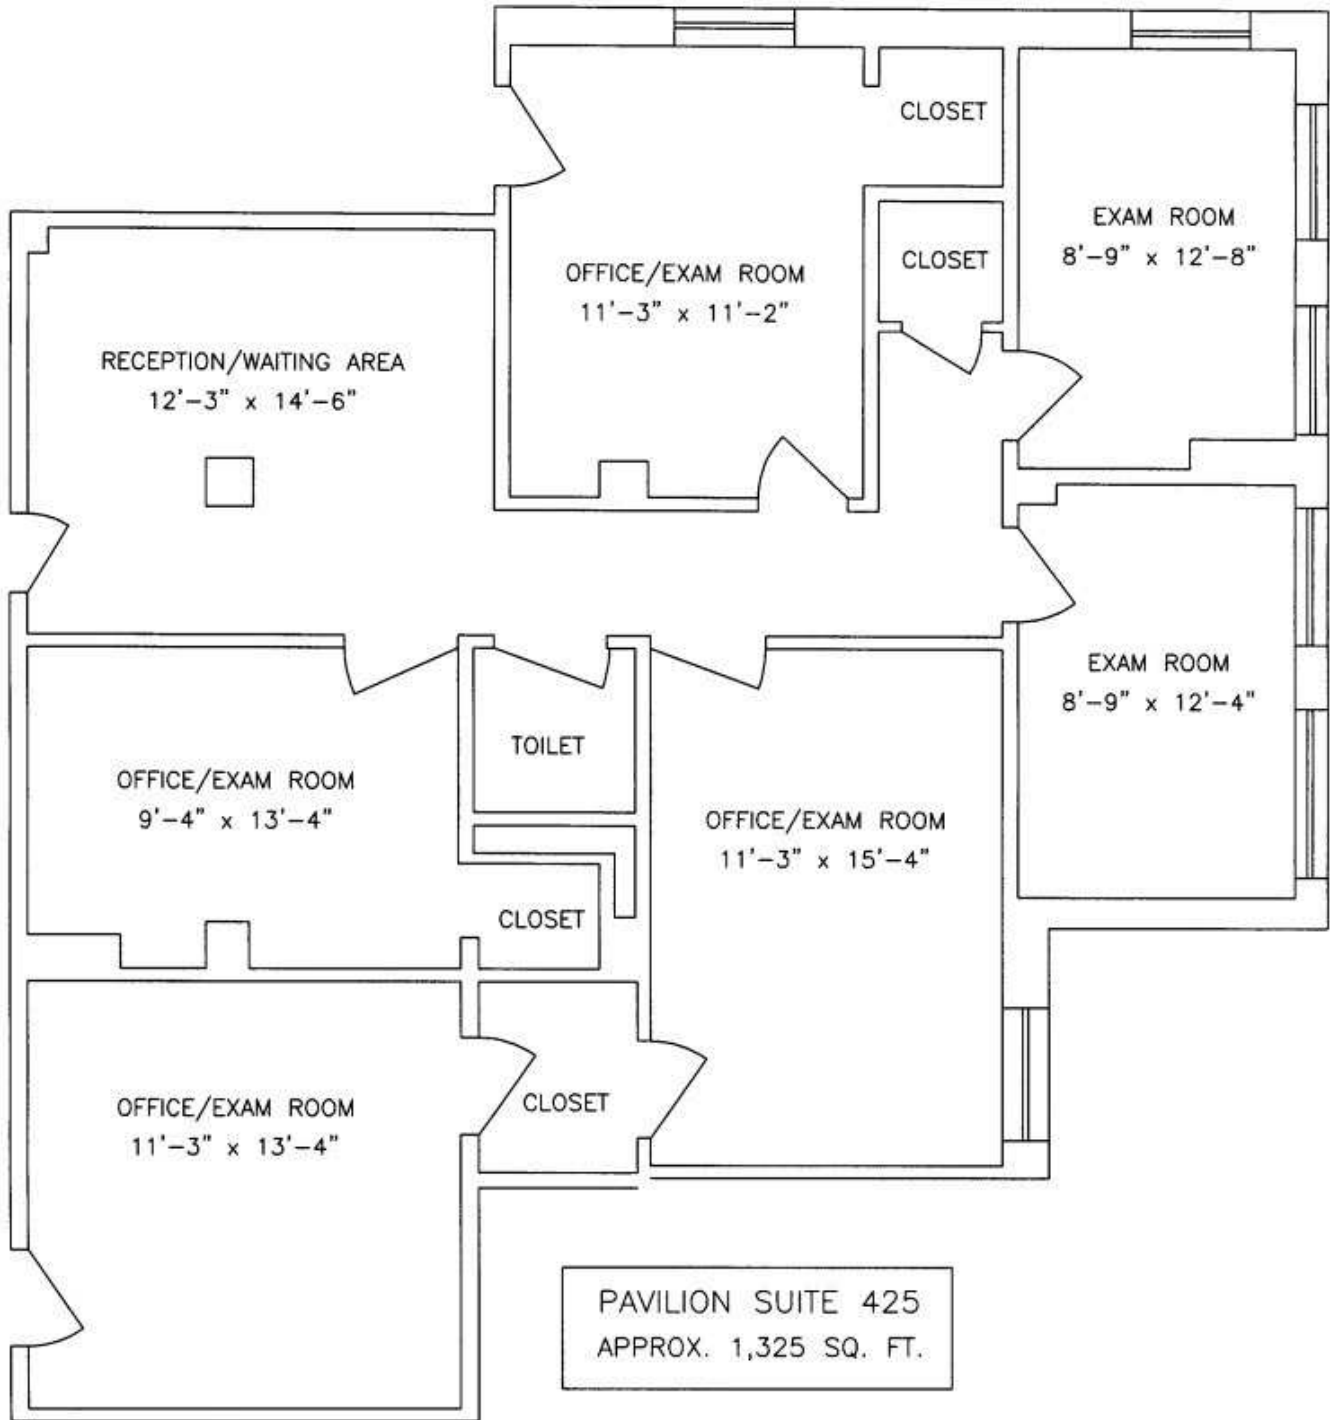 CLOSET
EXAM ROOM
8'-9" x 12'-8"
CLOSET
OFFICE/EXAM ROOM
11'-3" x 11'-2"
RECEPTION/WAITING AREA
12'-3" x 14'-6"
EXAM ROOM
8'-9" x 12'-4"
TOILET
OFFICE/EXAM ROOM
9'-4" x 13'-4"
OFFICE/EXAM ROOM
11'-3" x 15'-4"
CLOSET
OFFICE/EXAM ROOM
11'-3" x 13'-4"
CLOSET
PAVILION SUITE 425
APPROX. 1,325 SQ. FT.